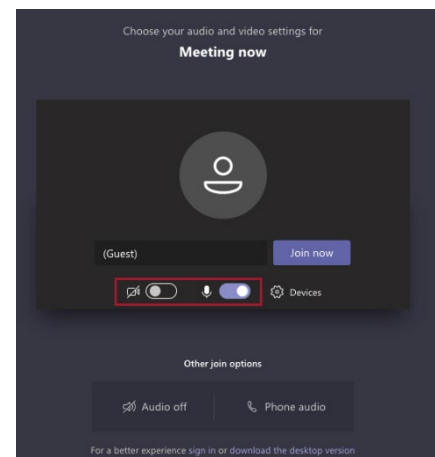 Choose your audio and video settings for
Meeting now
(Guest)
Join now
Devices
Other join options
Audio off
Phone audio
For a better experience sign in or download the desktop version